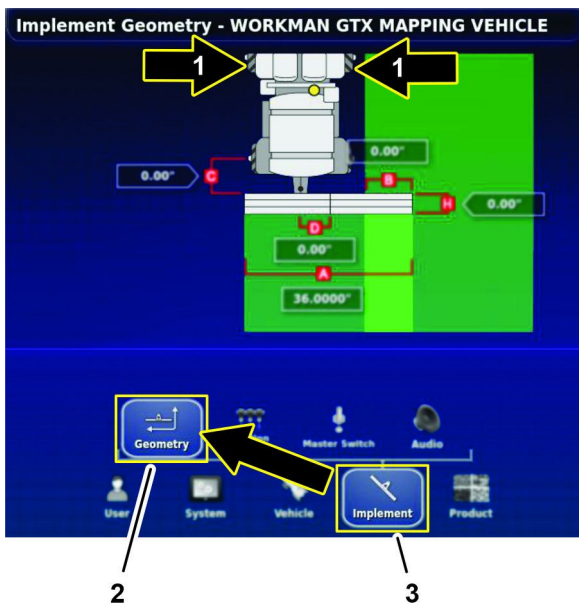 Implement Geometry - WORKMAN GTX MAPPING VEHICLE
1
1
0.00"
0.00"
C
B
H
0.00"
D
0.00"
A
36.0000"
Geometry
Master Switch
Audio
User
System
Vehicle
Implement
Product
2
3